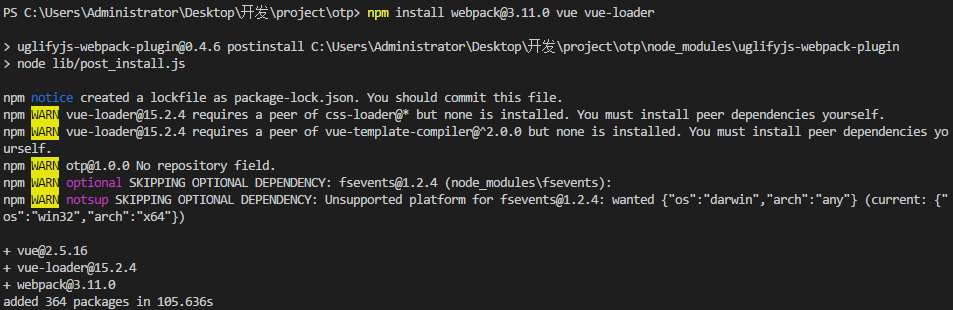 PS C:\Users\Administrator\Desktop\开发\project\otp> npm install webpack@3.11.0 vue vue-loader
> uglifyjs-webpack-plugin@0.4.6 postinstall C:\Users\Administrator\Desktop\开发\project\otp\node_modules\uglifyjs-webpack-plugin
> node lib/post_install.js
npm notice created a lockfile as package-lock.json. You should commit this file.
npm WARN vue-loader@15.2.4 requires a peer of css-loader@* but none is installed. You must install peer dependencies yourself.
npm WARN vue-loader@15.2.4 requires a peer of vue-template-compiler@^2.0.0 but none is installed. You must install peer dependencies yo
urself.
npm WARN otp@1.0.0 No repository field.
npm WARN optional SKIPPING OPTIONAL DEPENDENCY: fsevents@1.2.4 (node_modules\fsevents):
npm WARN notsup SKIPPING OPTIONAL DEPENDENCY: Unsupported platform for fsevents@1.2.4: wanted {"os":"darwin","arch":"any"} (current: {"
os":"win32","arch":"x64"})
+ vue@2.5.16
+ vue-loader@15.2.4
+ webpack@3.11.0
added 364 packages in 105.636s